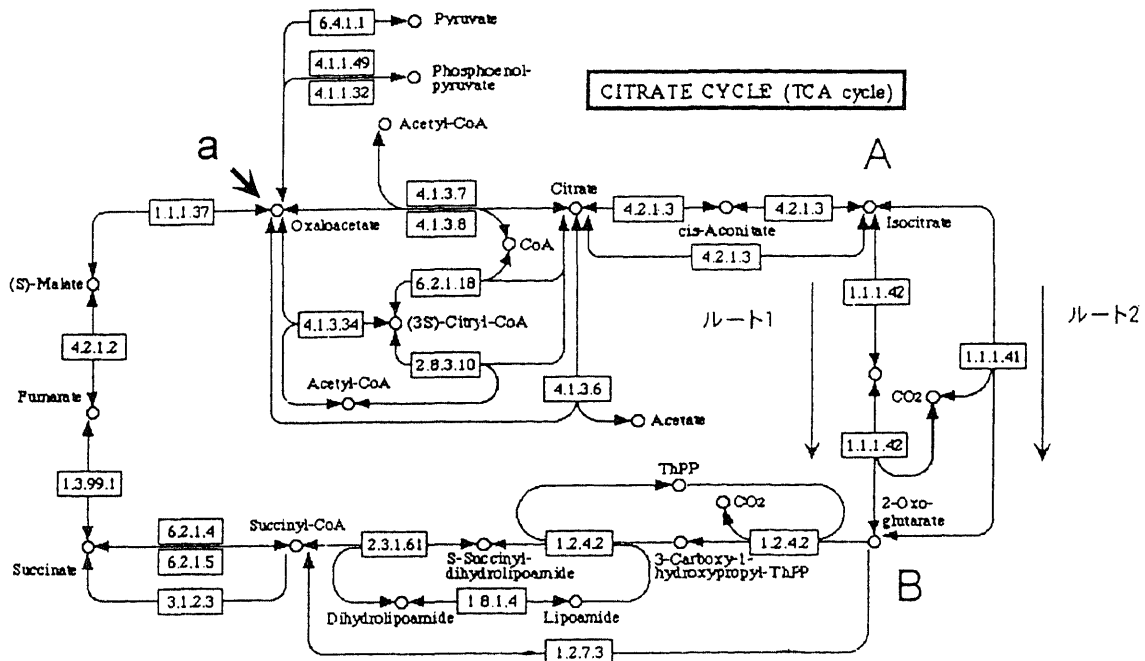 6.4.1.1
Pyruvate
4.1.1.49
4.1.1.32
Phosphoenol-
pyruvate
CITRATE CYCLE (TCA cycle)
Acetyl-CoA
a
A
1.1.1.37
Oxaloacetate
4.1.3.7
4.1.3.8
Citrate
4.2.1.3
cis-Aconitate
4.2.1.3
Isocitrate
CoA
4.2.1.3
(S)-Malate
6.2.1.18
1.1.1.42
ルート1
ルート2
4.1.3.34
(3S)-Citryl-CoA
4.2.1.2
2.8.3.10
1.1.1.41
Acetyl-CoA
4.1.3.6
CO2
Fumarate
Acetate
1.1.1.42
1.3.99.1
ThPP
CO2
2-Oxo-
glutarate
6.2.1.4
6.2.1.5
Succinyl-CoA
2.3.1.61
S-Succinyl-
dihydrolipoamide
1.2.4.2
3-Carboxy-1-
hydroxypropyl-ThPP
1.2.4.2
Succinate
B
3.1.2.3
Dihydrolipoamide
1.8.1.4
Lipoamide
1.2.7.3